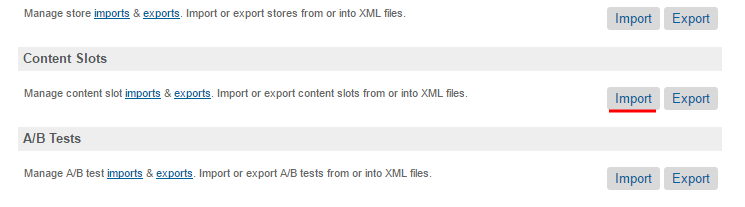 Manage store imports & exports. Import or export stores from or into XML files.
Import Export
Content Slots
Manage content slot imports & exports. Import or export content slots from or into XML files.
Import Export
A/B Tests
Manage A/B test imports & exports. Import or export A/B tests from or into XML files.
Import Export